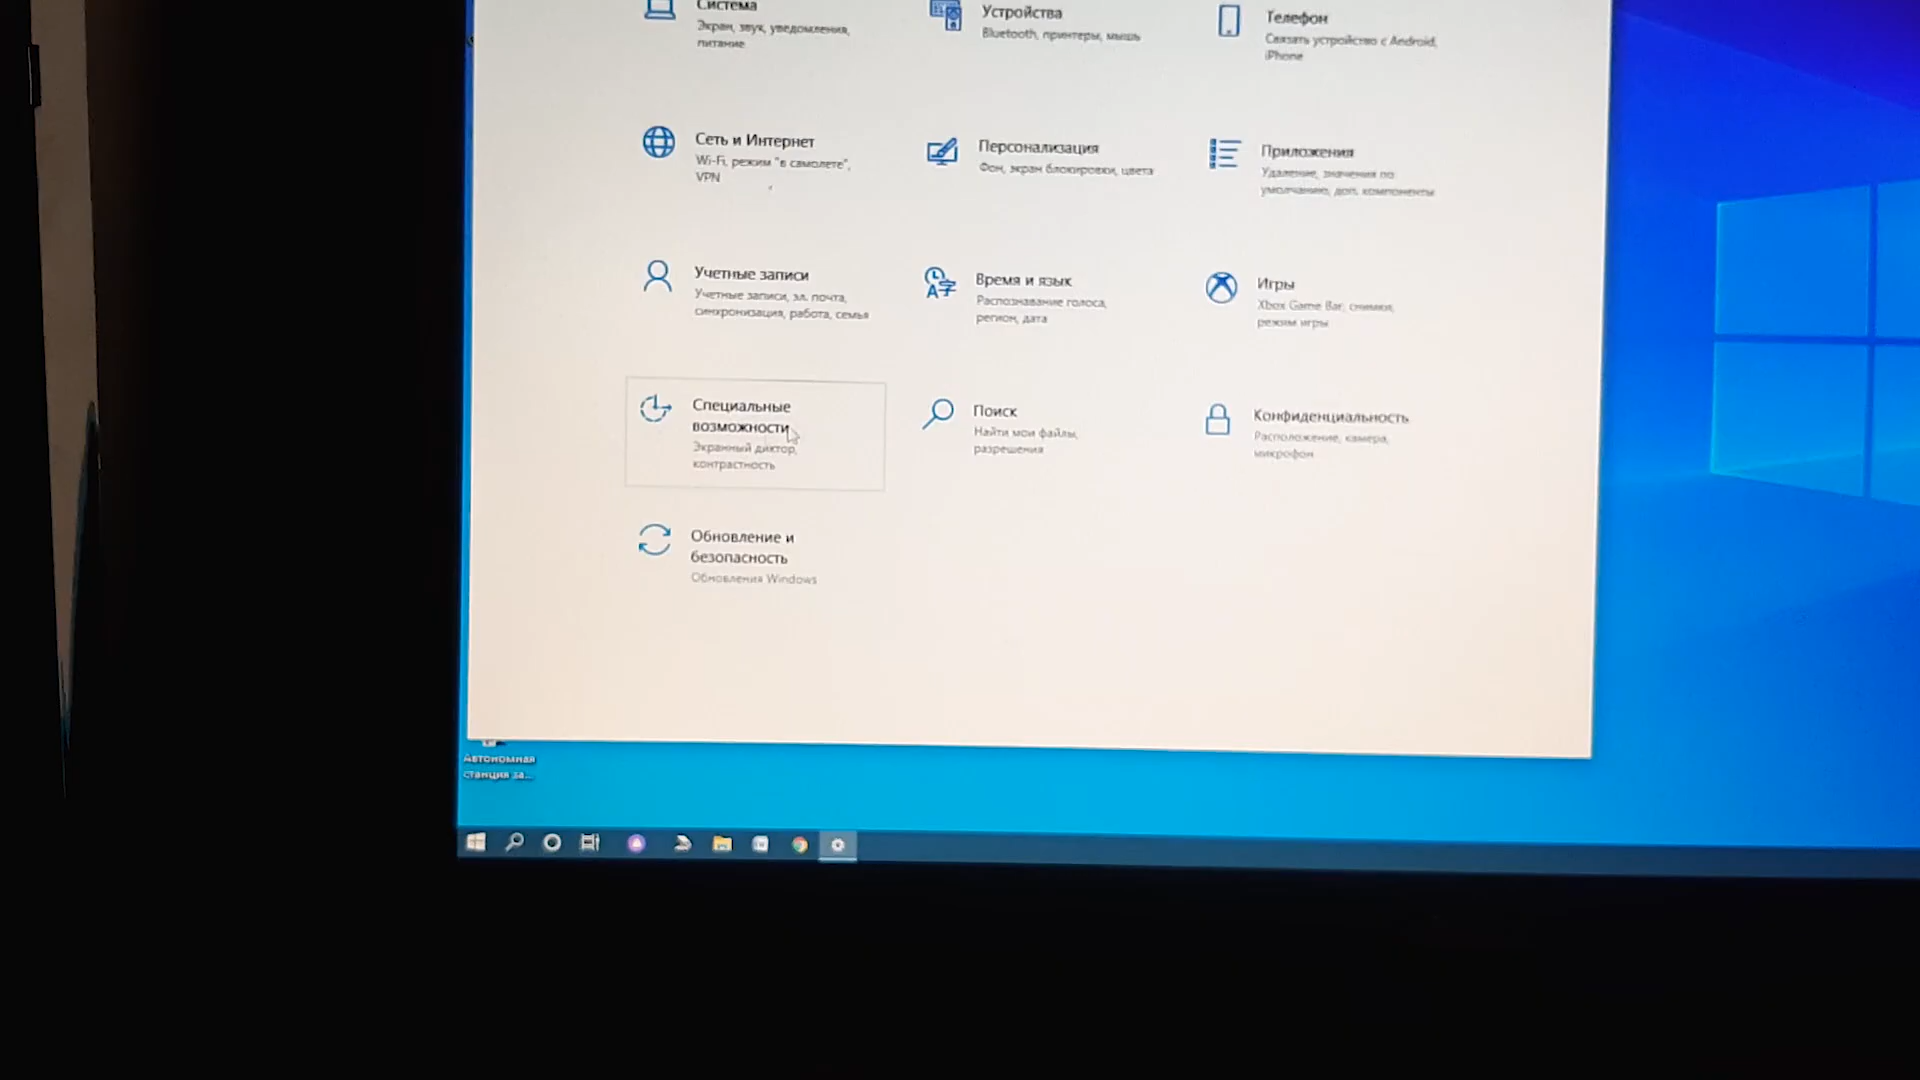 Система
Экран, звук, уведомления,
питание
Устройства
Bluetooth, принтеры, мышь
Телефон
Связать устройство с Android,
iPhone
Сеть и Интернет
Wi-Fi, режим "в самолете",
VPN
Персонализация
Фон, экран блокировки, цвета
Приложения
Удаление, значения по
умолчанию, доп. компоненты
Учетные записи
Учетные записи, эл. почта,
синхронизация, работа, семья
Время и язык
Распознавание голоса,
регион, дата
Игры
Xbox Game Bar, снимки,
режим игры
Специальные
возможности
Экранный диктор,
контрастность
Поиск
Найти мои файлы,
разрешения
Конфиденциальность
Расположение, камера,
микрофон
Обновление и
безопасность
Обновления Windows
Автономная
станция за...